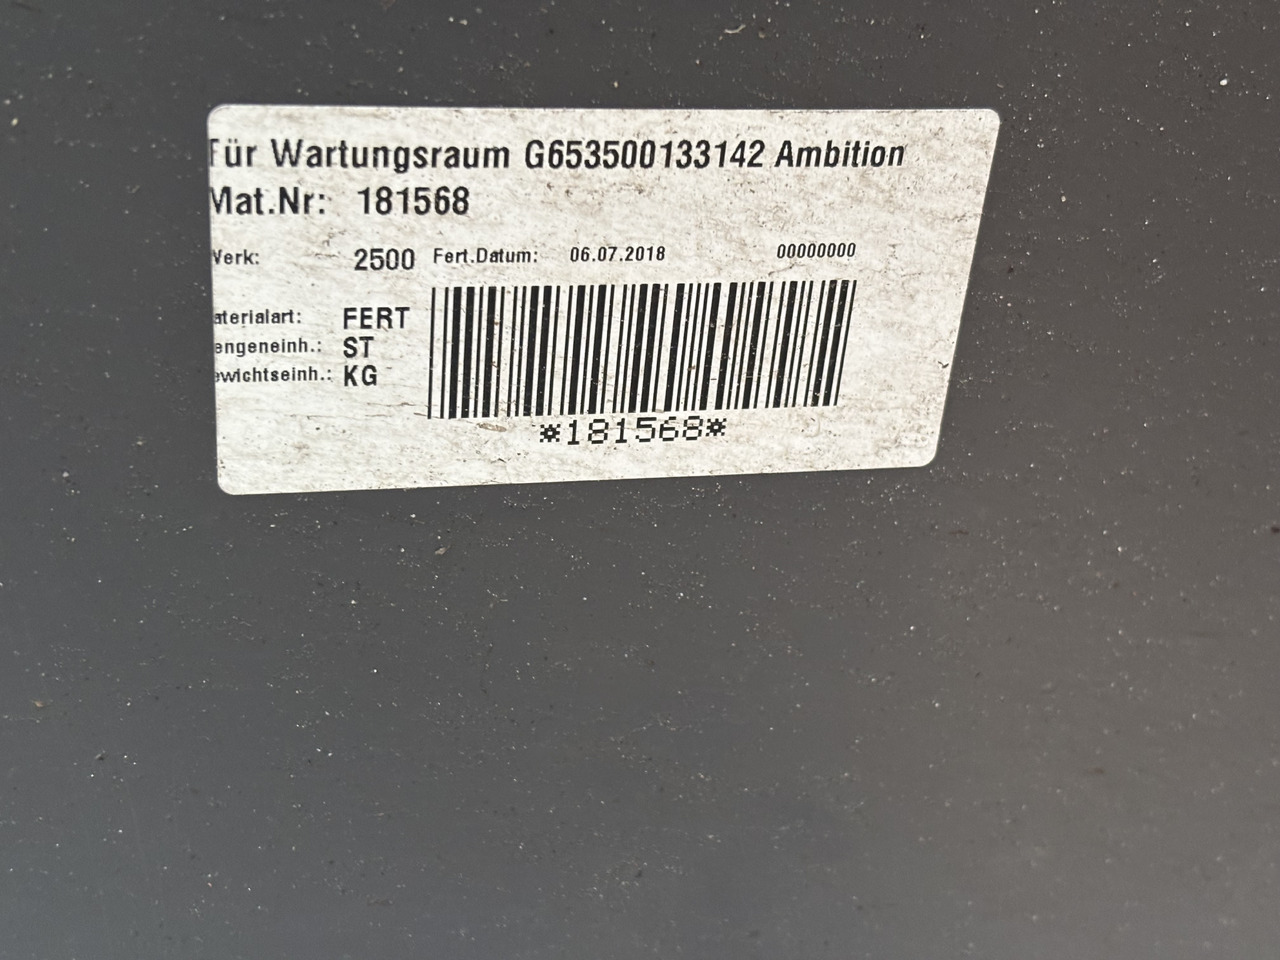 Tür Wartungsraum G653500133142 Ambition
Mat.Nr: 181568
Werk: 2500 Fert.Datum: 06.07.2018 00000000
aterialart: FERT
engeneinh.: ST
ewichtseinh.: KG
*181568*